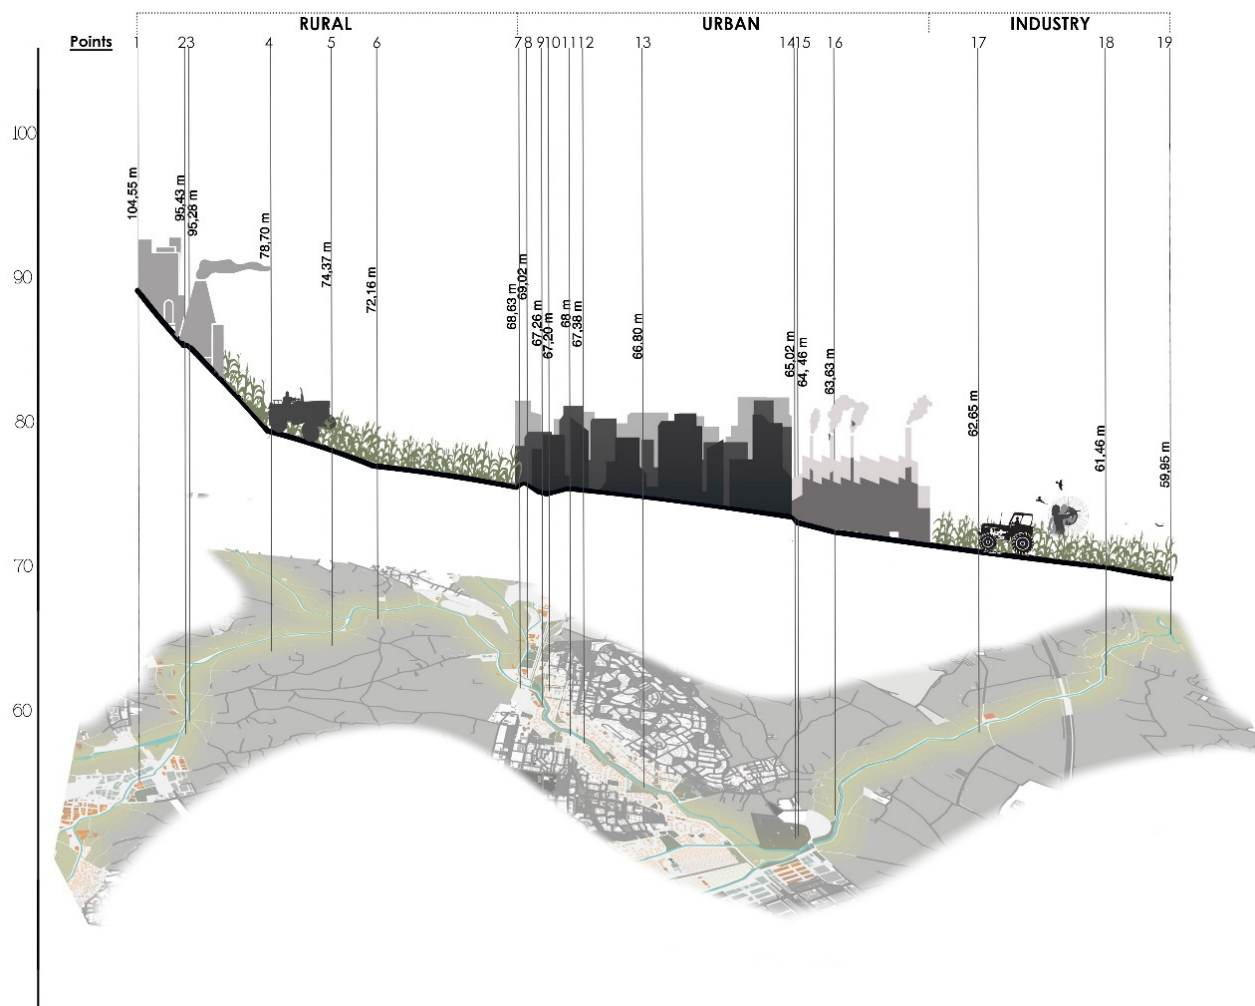 RURAL URBAN INDUSTRY
Points 1 2 3 4 5 6 7 8 9 10 11 12 13 14 15 16 17 18 19
100
90
80
70
60
104,55 m
95,43 m
95,28 m
78,70 m
74,37 m
72,16 m
68,63 m
69,02 m
67,26 m
67,20 m
68 m
67,38 m
66,80 m
65,02 m
64, 46 m
63,63 m
62,65 m
61,46 m
59,95 m